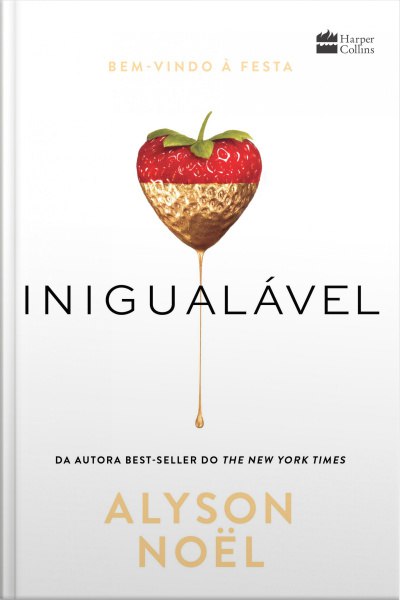 BEM-VINDO À FESTA
Harper
Collins
INIGUALÁVEL
DA AUTORA BEST-SELLER DO THE NEW YORK TIMES
ALYSON
NOËL